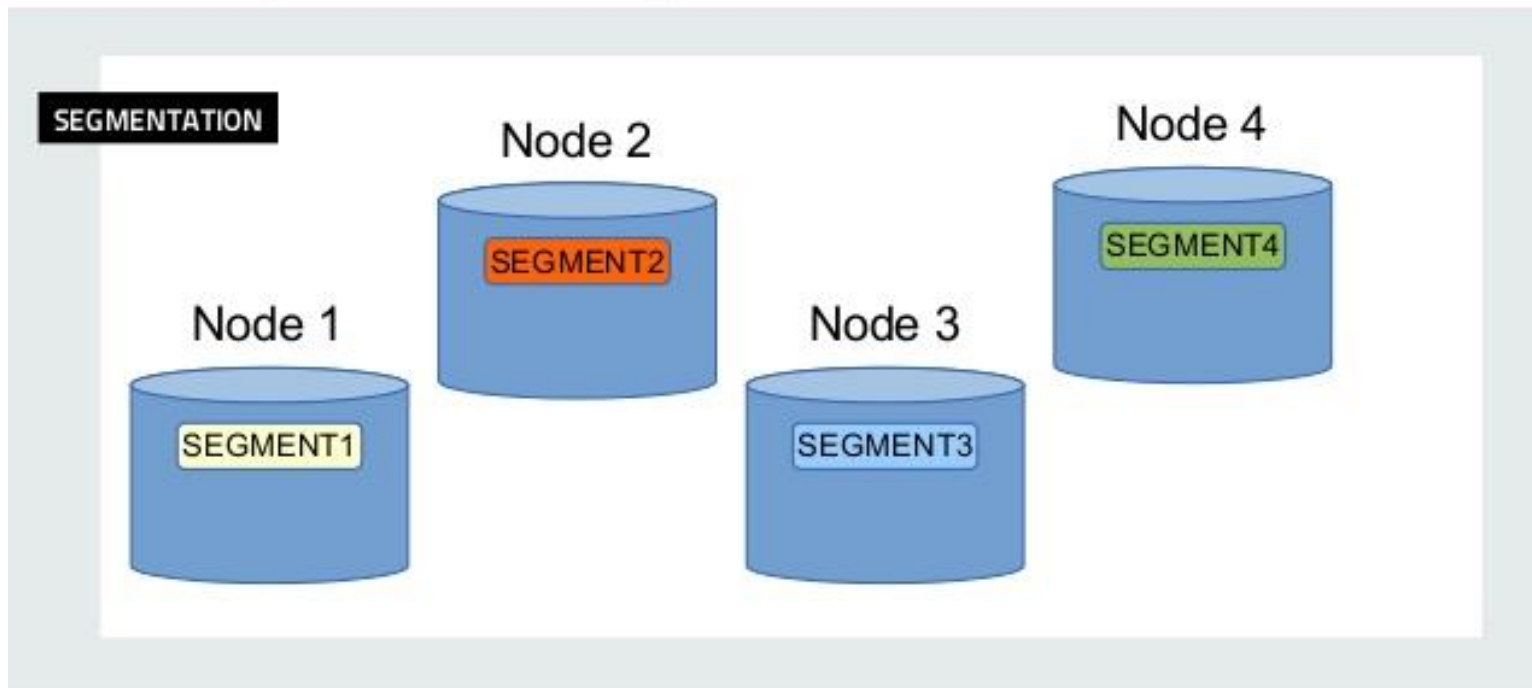 SEGMENTATION
Node 2
Node 4
SEGMENT2
SEGMENT4
Node 1
Node 3
SEGMENT1
SEGMENT3